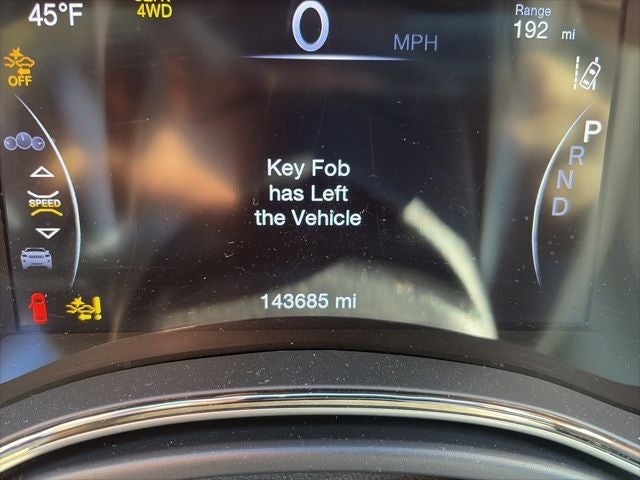 45°F
4WD
0
MPH
Range
192 mi
OFF
P
R
N
D
Key Fob
has Left
the Vehicle
SPEED
143685 mi